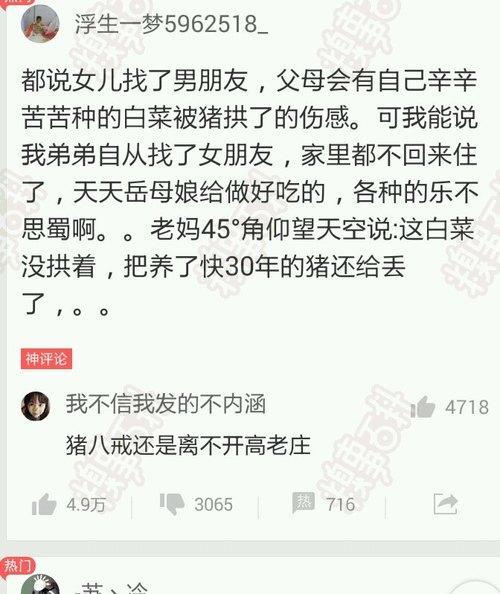 热门
浮生一梦5962518_
都说女儿找了男朋友，父母会有自己辛辛
苦苦种的白菜被猪拱了的伤感。可我能说
我弟弟自从找了女朋友，家里都不回来住
了，天天岳母娘给做好吃的，各种的乐不
思蜀啊。。老妈45°角仰望天空说:这白菜
没拱着，把养了快30年的猪还给丢
了，。。
神评论
我不信我发的不内涵
4718
猪八戒还是离不开高老庄
4.9万
3065
热
716
热门